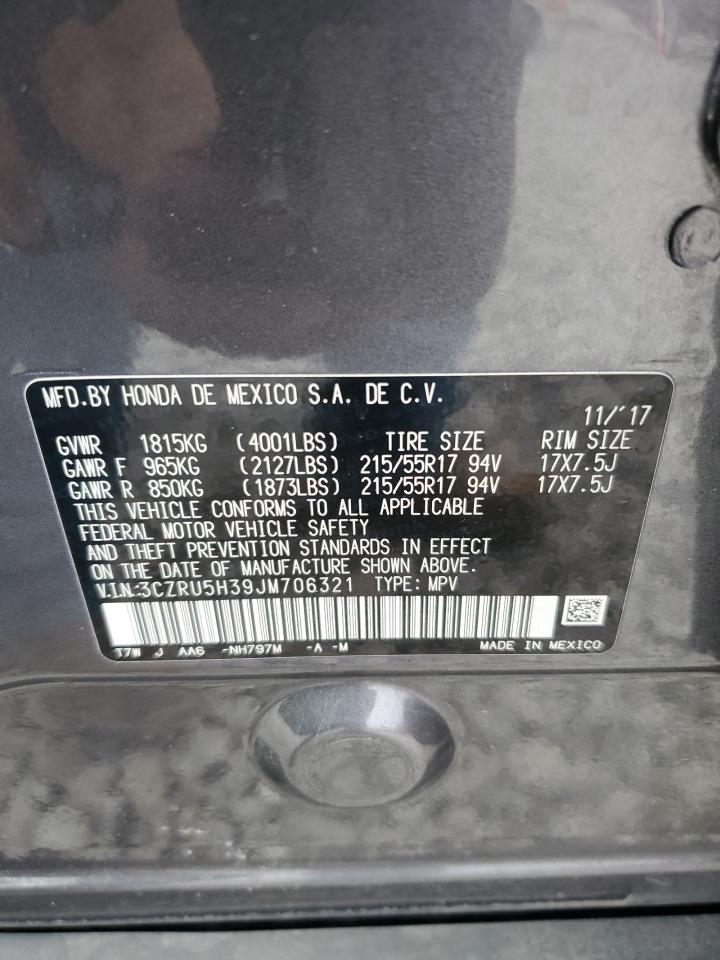 MFD.BY HONDA DE MEXICO S.A. DE C.V.
11/'17
GVWR 1815KG (4001LBS) TIRE SIZE RIM SIZE
GAWR F 965KG (2127LBS) 215/55R17 94V 17X7.5J
GAWR R 850KG (1873LBS) 215/55R17 94V 17X7.5J
THIS VEHICLE CONFORMS TO ALL APPLICABLE
FEDERAL MOTOR VEHICLE SAFETY
AND THEFT PREVENTION STANDARDS IN EFFECT
ON THE DATE OF MANUFACTURE SHOWN ABOVE.
V.I.N:3CZRU5H39JM706321 TYPE: MPV
T7W J AA6 -NH797M -A -M MADE IN MEXICO